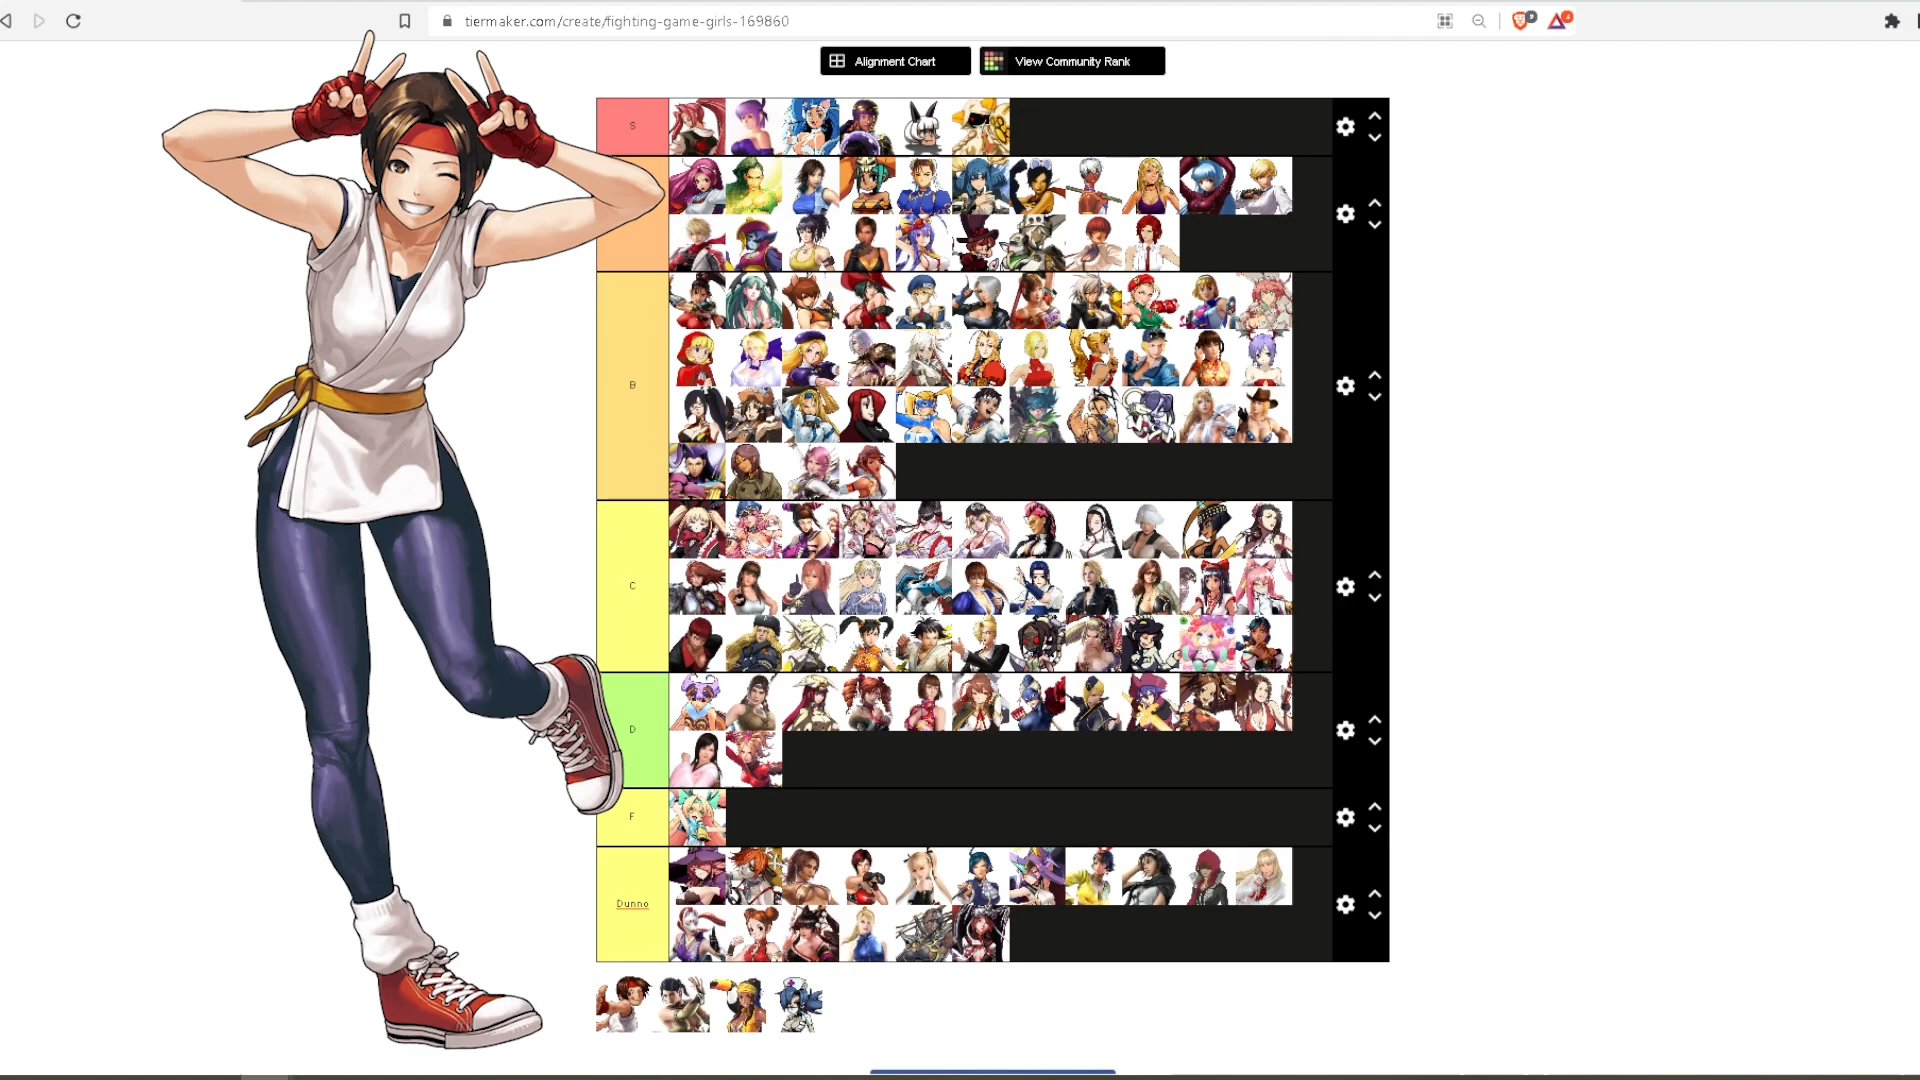 tiermaker.com/create/fighting-game-girls-169860
Alignment Chart
View Community Rank
S
B
C
D
F
Dunno